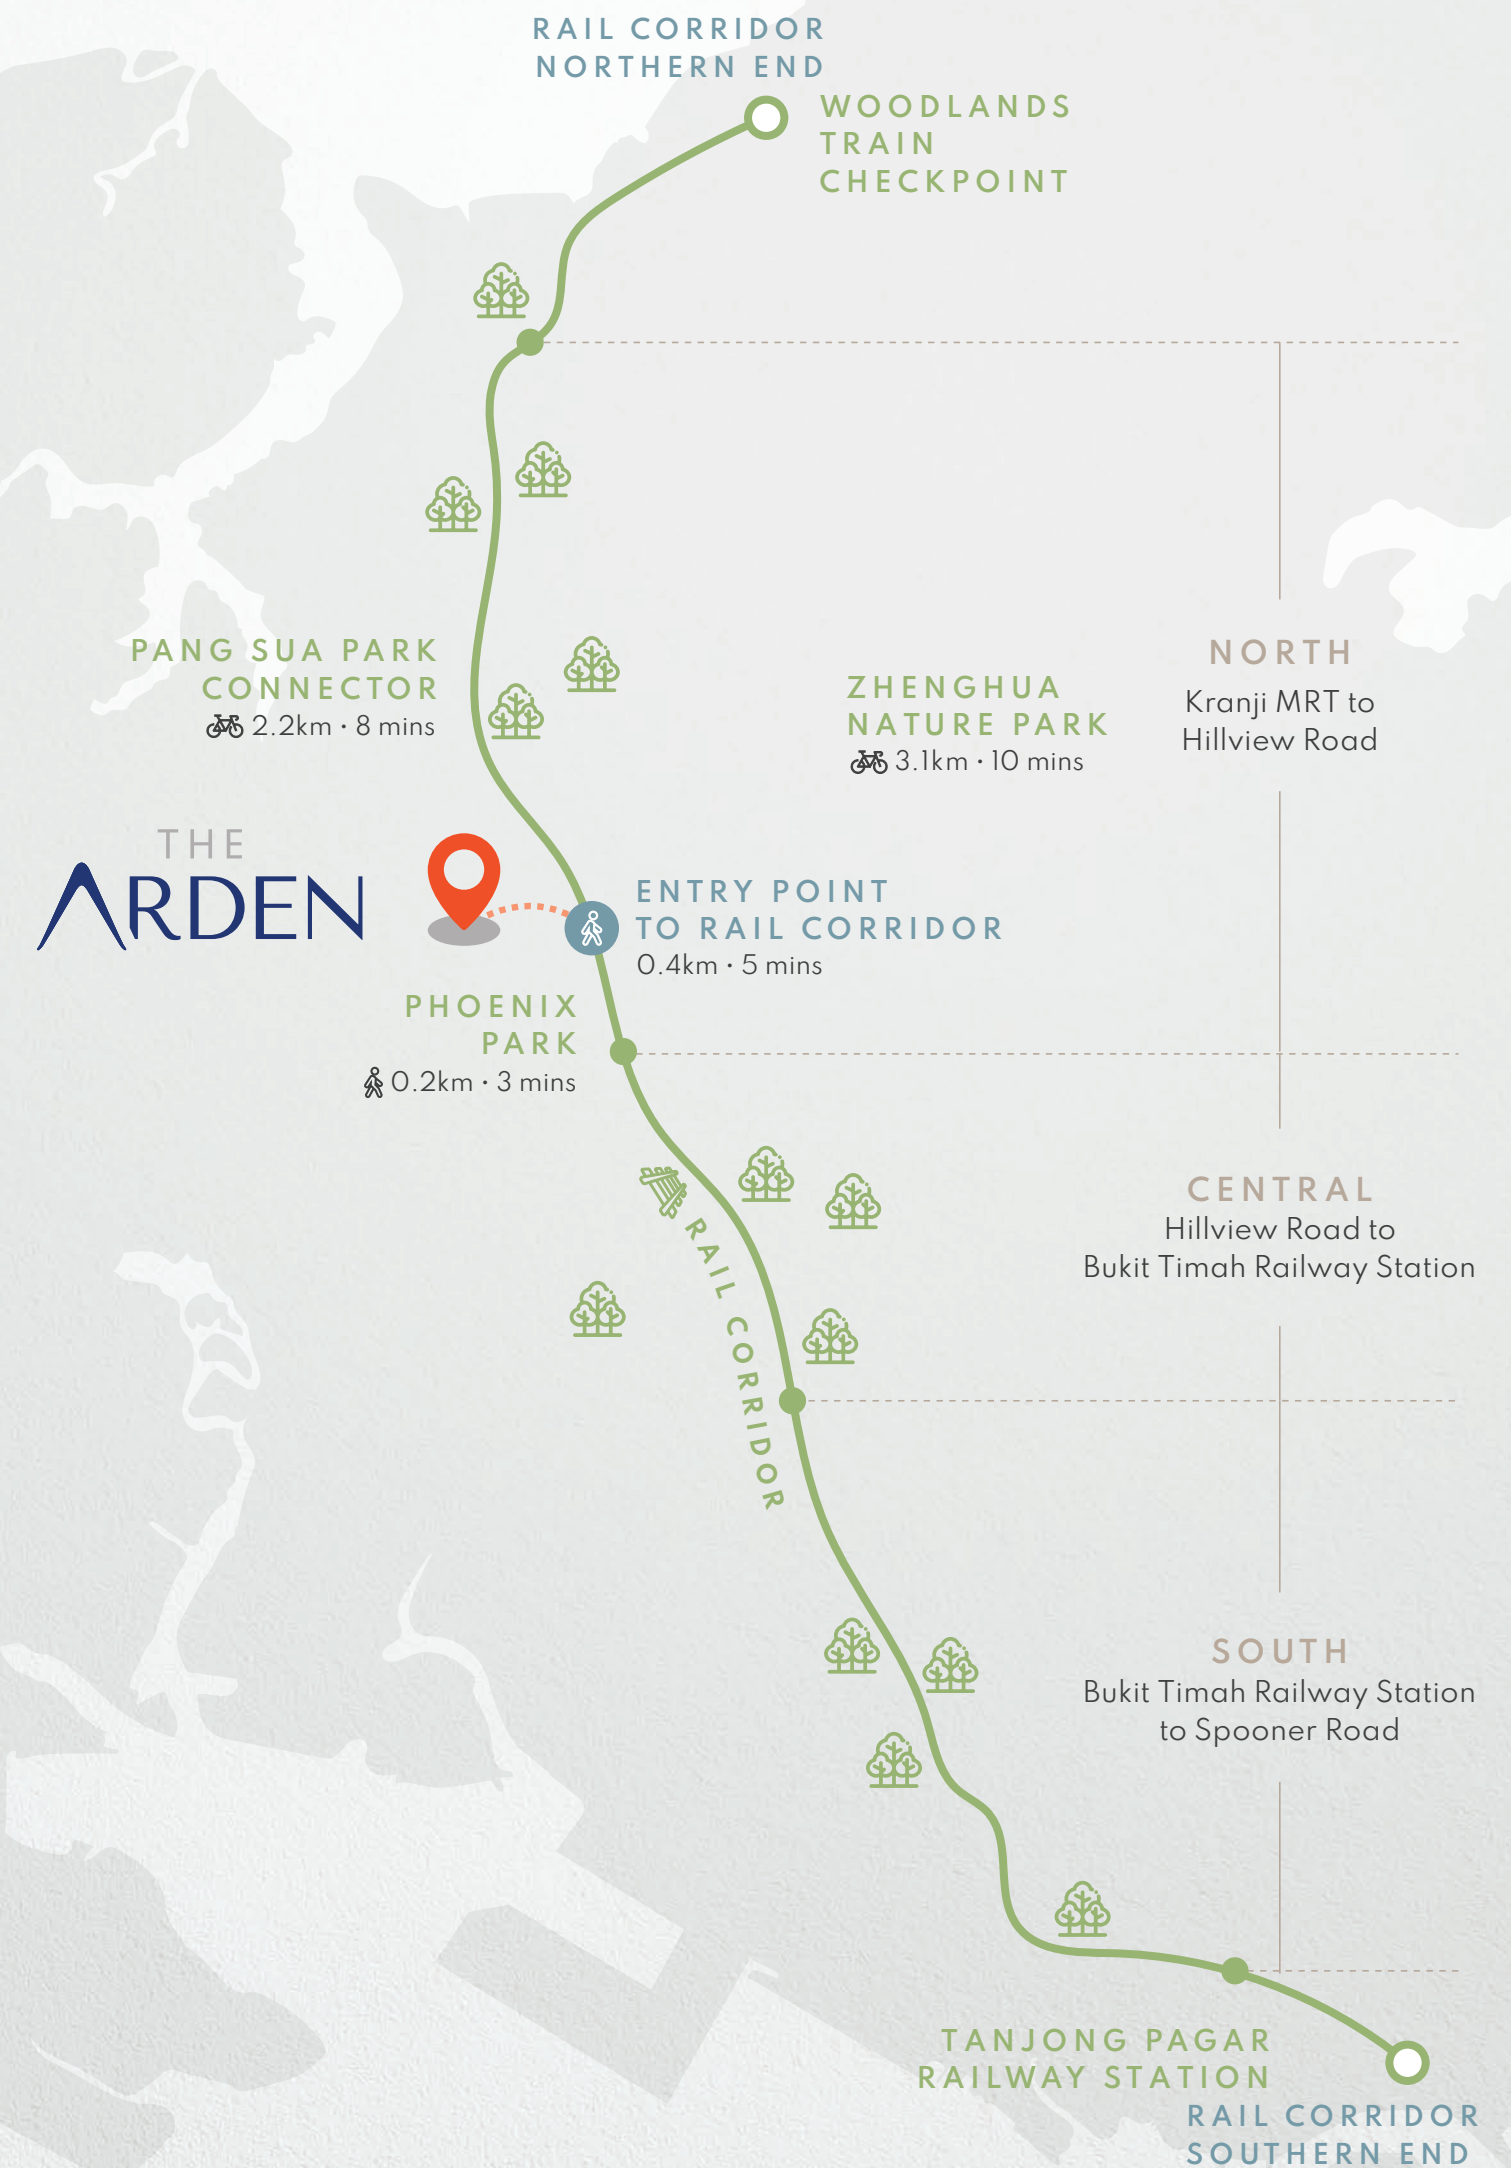 RAIL CORRIDOR
NORTHERN END
WOODLANDS
TRAIN
CHECKPOINT
PANG SUA PARK
CONNECTOR
2.2km • 8 mins
ZHENGHUA
NATURE PARK
3.1km • 10 mins
NORTH
Kranji MRT to
Hillview Road
THE
ARDEN
ENTRY POINT
TO RAIL CORRIDOR
0.4km • 5 mins
PHOENIX
PARK
0.2km • 3 mins
CENTRAL
Hillview Road to
Bukit Timah Railway Station
RAIL CORRIDOR
SOUTH
Bukit Timah Railway Station
to Spooner Road
TANJONG PAGAR
RAILWAY STATION
RAIL CORRIDOR
SOUTHERN END